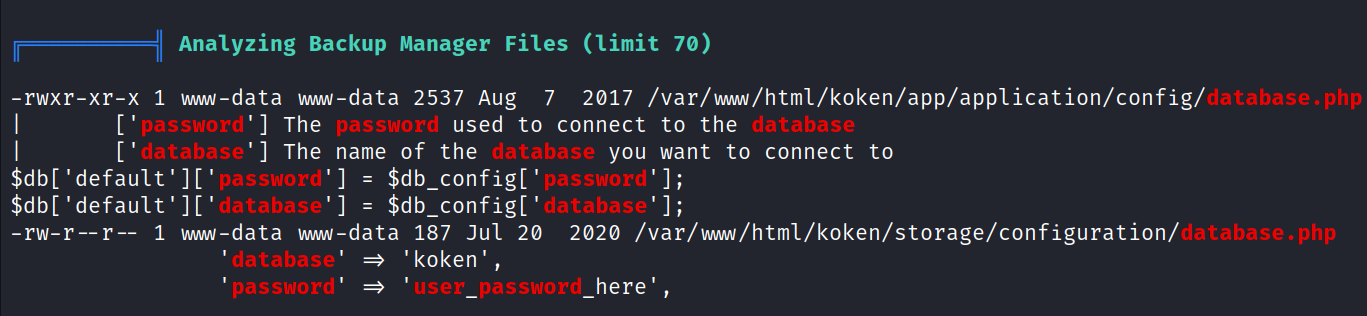 ╔══════════╣ Analyzing Backup Manager Files (limit 70)
-rwxr-xr-x 1 www-data www-data 2537 Aug  7  2017 /var/www/html/koken/app/application/config/database.php
|       ['password'] The password used to connect to the database
|       ['database'] The name of the database you want to connect to
$db['default']['password'] = $db_config['password'];
$db['default']['database'] = $db_config['database'];
-rw-r--r-- 1 www-data www-data 187 Jul 20  2020 /var/www/html/koken/storage/configuration/database.php
                'database' => 'koken',
                'password' => 'user_password_here',